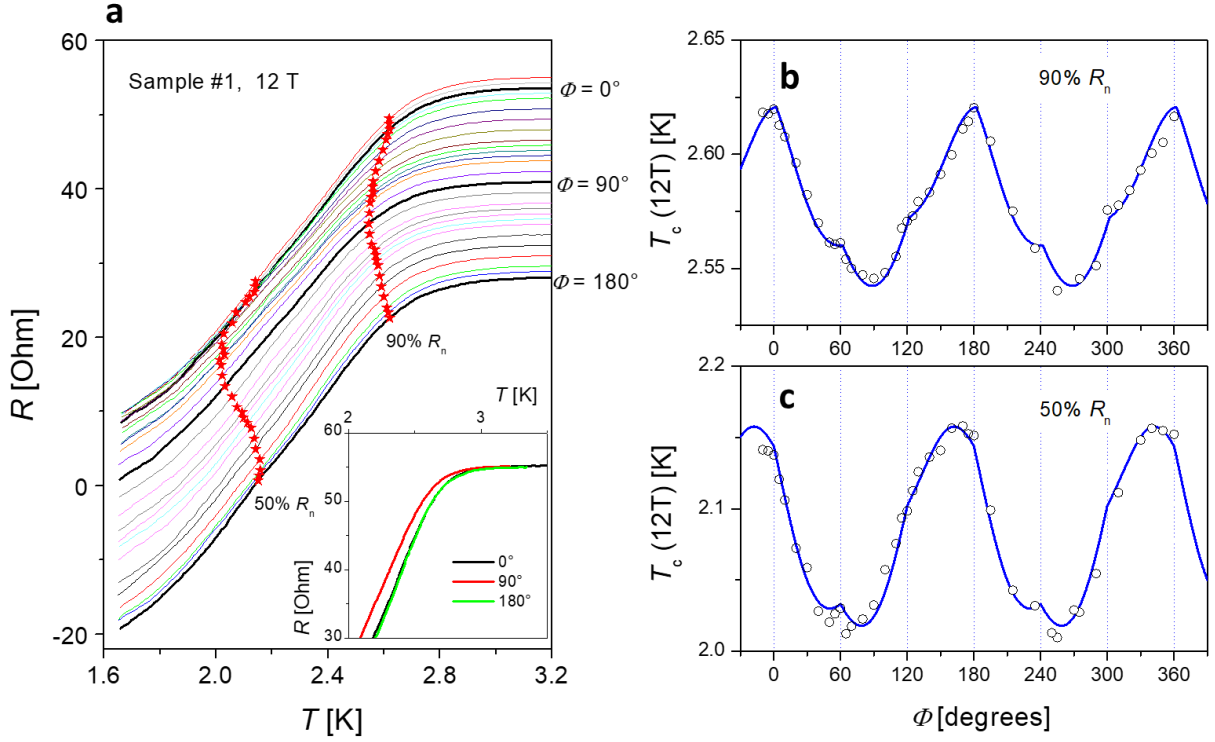 a
60
40
20
0
-20
R [Ohm]
Sample #1, 12 T
Φ = 0°
Φ = 90°
Φ = 180°
90% Rn
50% Rn
1.6 2.0 2.4 2.8 3.2
T [K]
T [K]
2 3
60
50
40
30
R [Ohm]
0°
90°
180°
b
90% Rn
2.65
2.60
2.55
Tc (12T) [K]
0 60 120 180 240 300 360
c
50% Rn
2.2
2.1
2.0
Tc (12T) [K]
0 60 120 180 240 300 360
Φ [degrees]